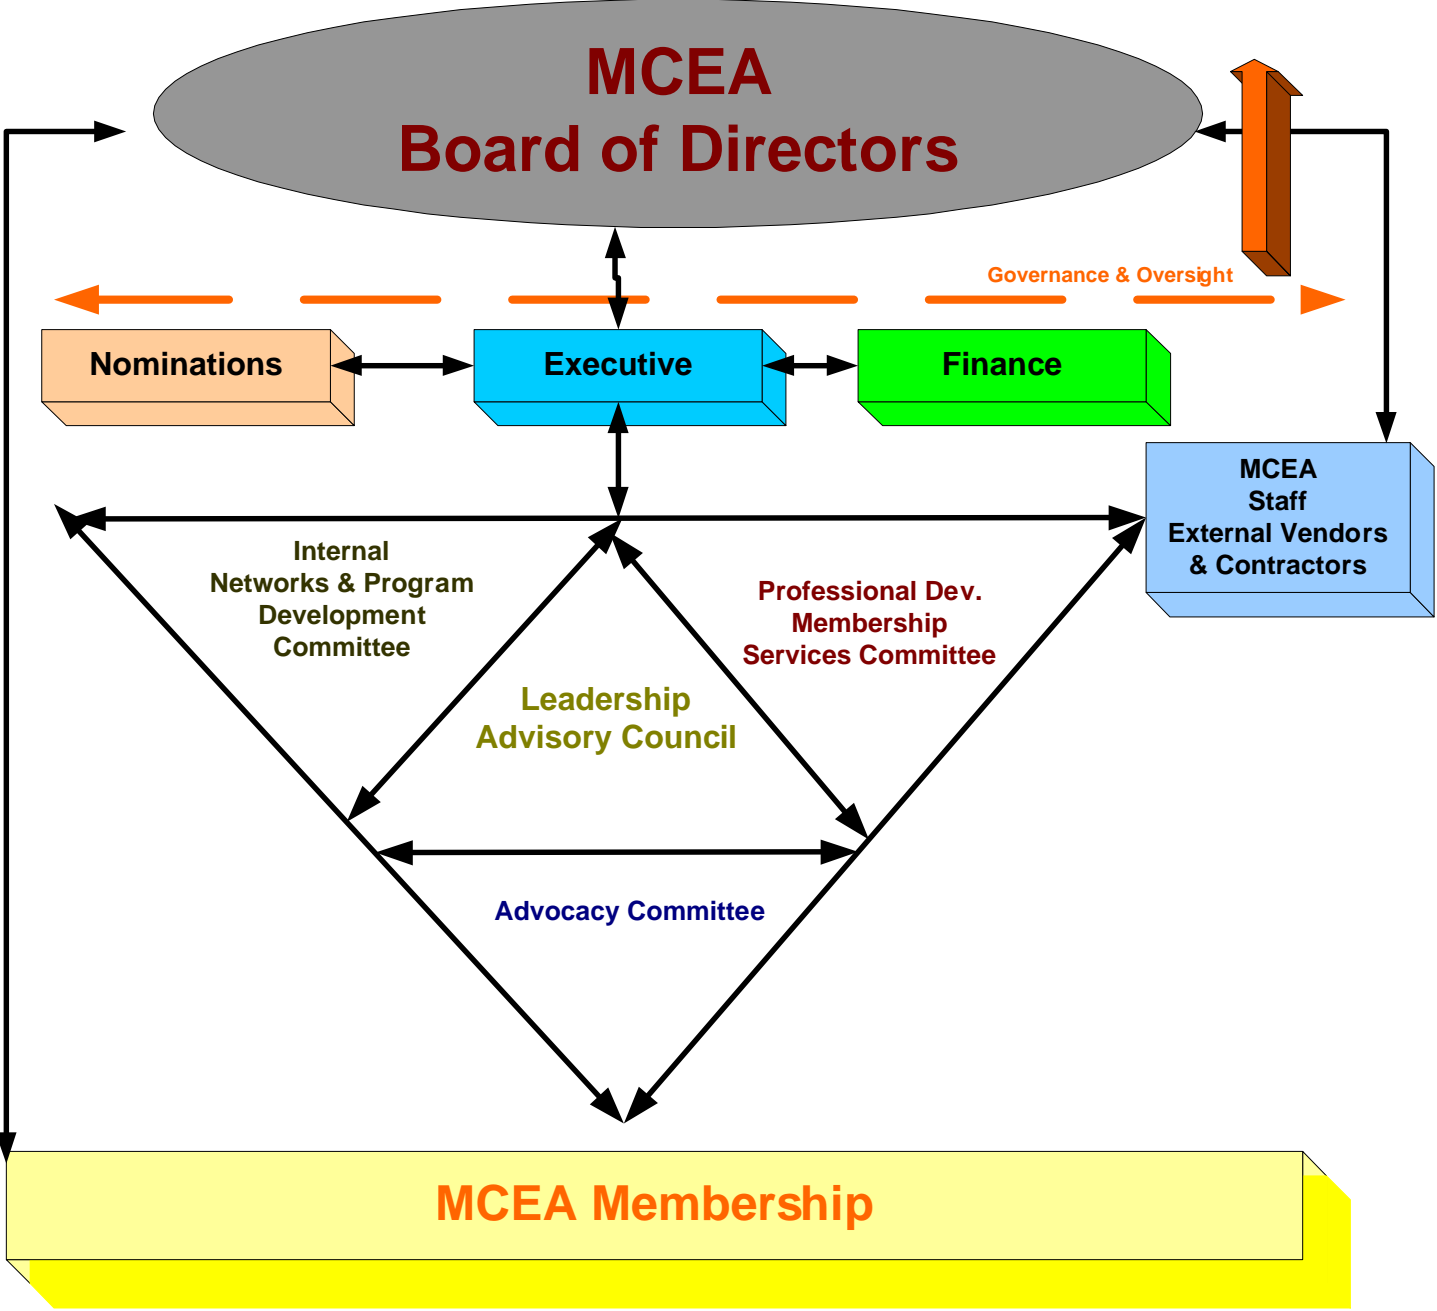 MCEA
Board of Directors
Governance & Oversight
Nominations
Executive
Finance
MCEA
Staff
External Vendors
& Contractors
Internal
Networks & Program
Development
Committee
Professional Dev.
Membership
Services Committee
Leadership
Advisory Council
Advocacy Committee
MCEA Membership